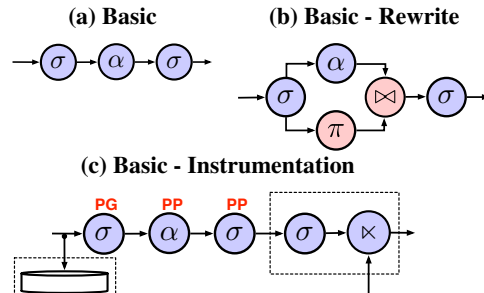 (a) Basic
(b) Basic - Rewrite
σ α σ
α
σ ⋈ σ
π
(c) Basic - Instrumentation
PG PP PP
σ α σ σ ⋉